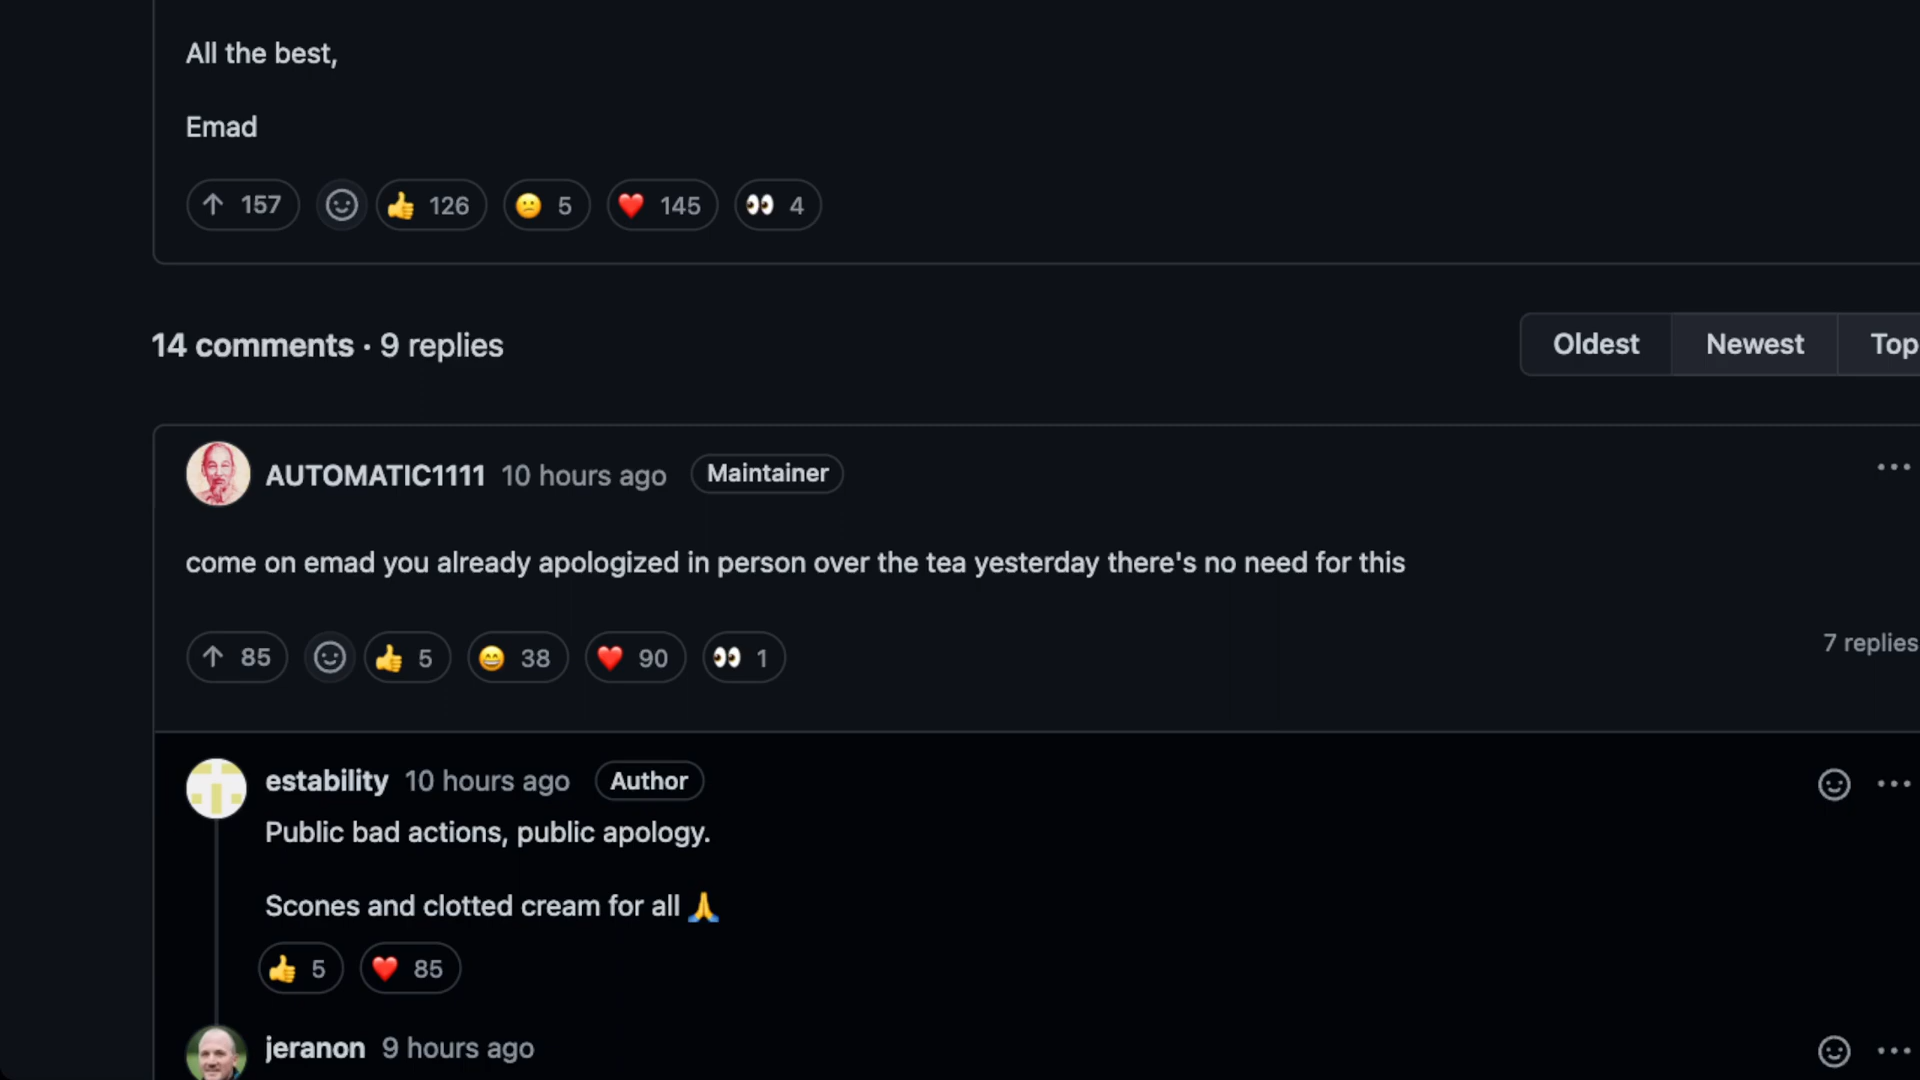 All the best,
Emad
157 126 5 145 4
14 comments · 9 replies
Oldest Newest Top
AUTOMATIC1111 10 hours ago Maintainer
come on emad you already apologized in person over the tea yesterday there's no need for this
85 5 38 90 1
7 replies
estability 10 hours ago Author
Public bad actions, public apology.
Scones and clotted cream for all 🙏
5 85
jeranon 9 hours ago